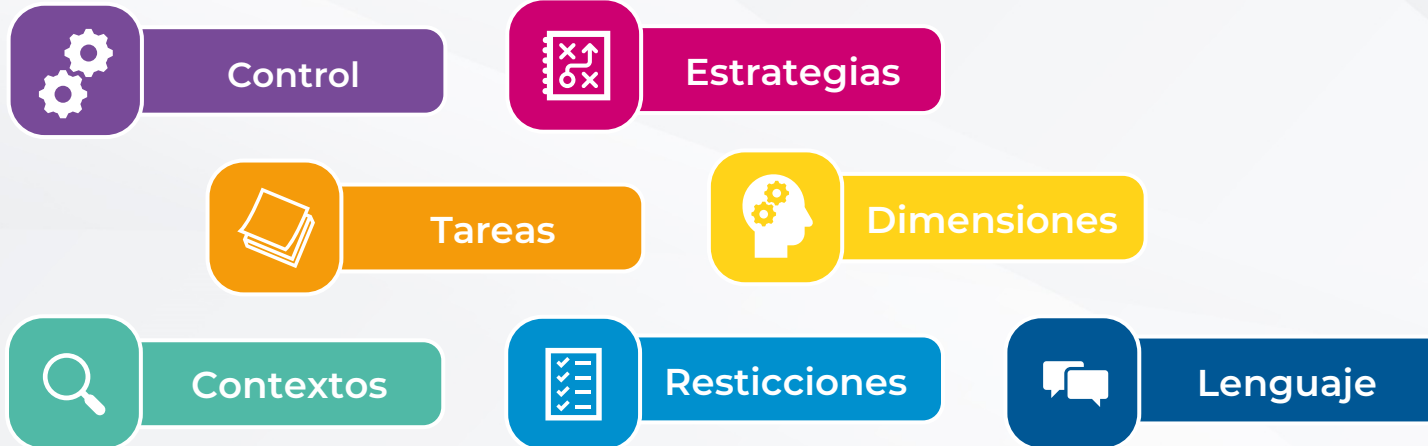 Control
Estrategias
Tareas
Dimensiones
Contextos
Resticciones
Lenguaje